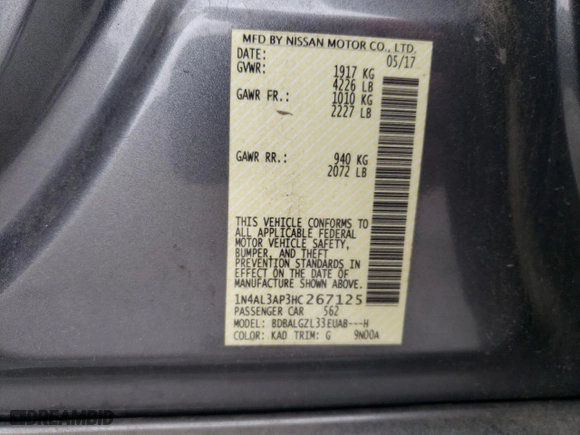 MFD BY NISSAN MOTOR CO., LTD.
DATE: 05/17
GVWR: 1917 KG
4226 LB
GAWR FR.: 1010 KG
2227 LB
GAWR RR.: 940 KG
2072 LB
THIS VEHICLE CONFORMS TO
ALL APPLICABLE FEDERAL
MOTOR VEHICLE SAFETY,
BUMPER, AND THEFT
PREVENTION STANDARDS IN
EFFECT ON THE DATE OF
MANUFACTURE SHOWN ABOVE
1N4AL3AP3HC267125
PASSENGER CAR S62
MODEL: BDBALGZL33EUAB---H
COLOR: KAD TRIM: G 9N00A
DREAMBID